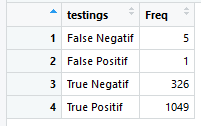 testings Freq
1 False Negatif 5
2 False Positif 1
3 True Negatif 326
4 True Positif 1049